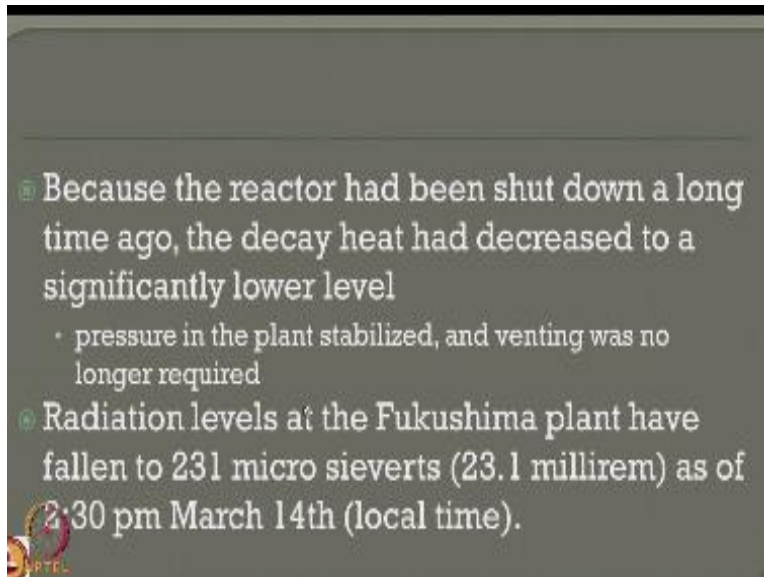 Because the reactor had been shut down a long
time ago, the decay heat had decreased to a
significantly lower level
pressure in the plant stabilized, and venting was no
longer required
Radiation levels at the Fukushima plant have
fallen to 231 micro sieverts (23.1 millirem) as of
2:30 pm March 14th (local time).
NPTEL